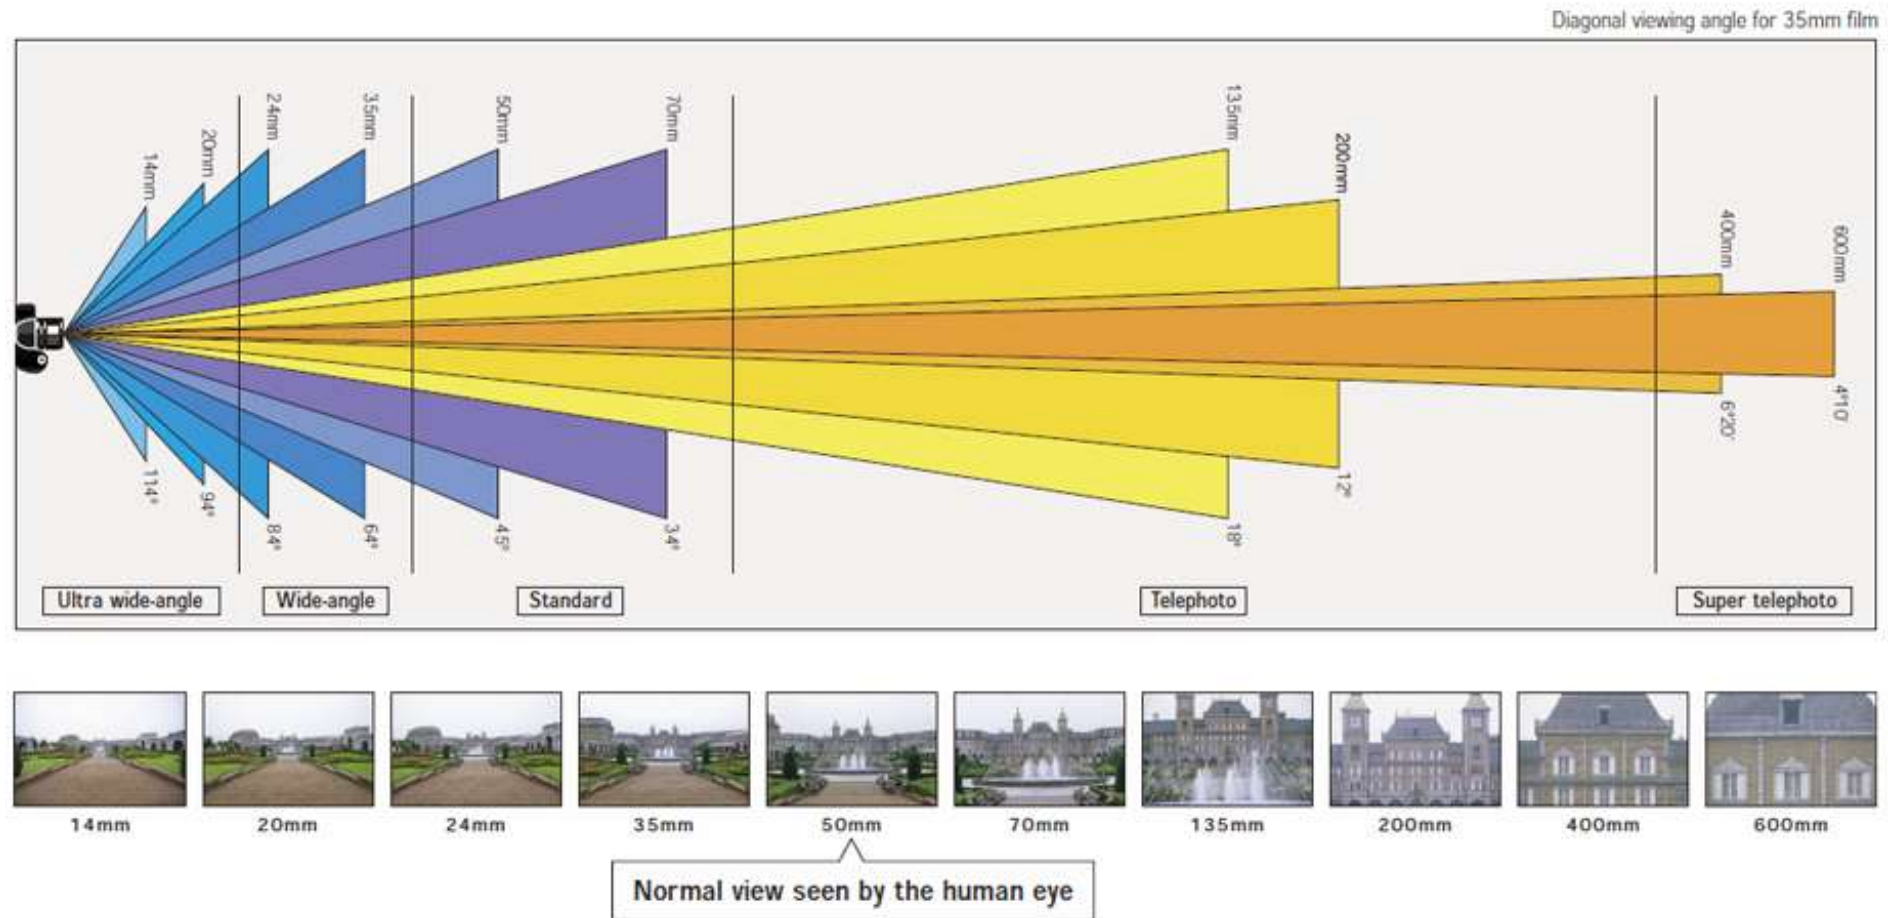 Diagonal viewing angle for 35mm film
14mm
20mm
24mm
35mm
50mm
70mm
135mm
200mm
400mm
600mm
114°
94°
84°
64°
45°
34°
18°
12°
6°20'
4°10'
Ultra wide-angle
Wide-angle
Standard
Telephoto
Super telephoto
14mm
20mm
24mm
35mm
50mm
70mm
135mm
200mm
400mm
600mm
Normal view seen by the human eye